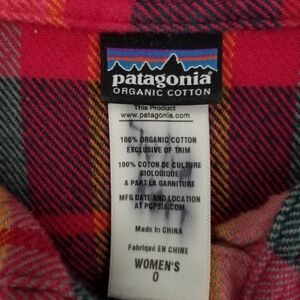 patagonia®
ORGANIC COTTON
This Product
www.patagonia.com
100% ORGANIC COTTON
EXCLUSIVE OF TRIM
100% COTON DE CULTURE
BIOLOGIQUE
A PART LA GARNITURE
MFG DATE AND LOCATION
AT PCPSIA.COM
Made in CHINA
Fabriqué EN CHINE
WOMEN'S
0